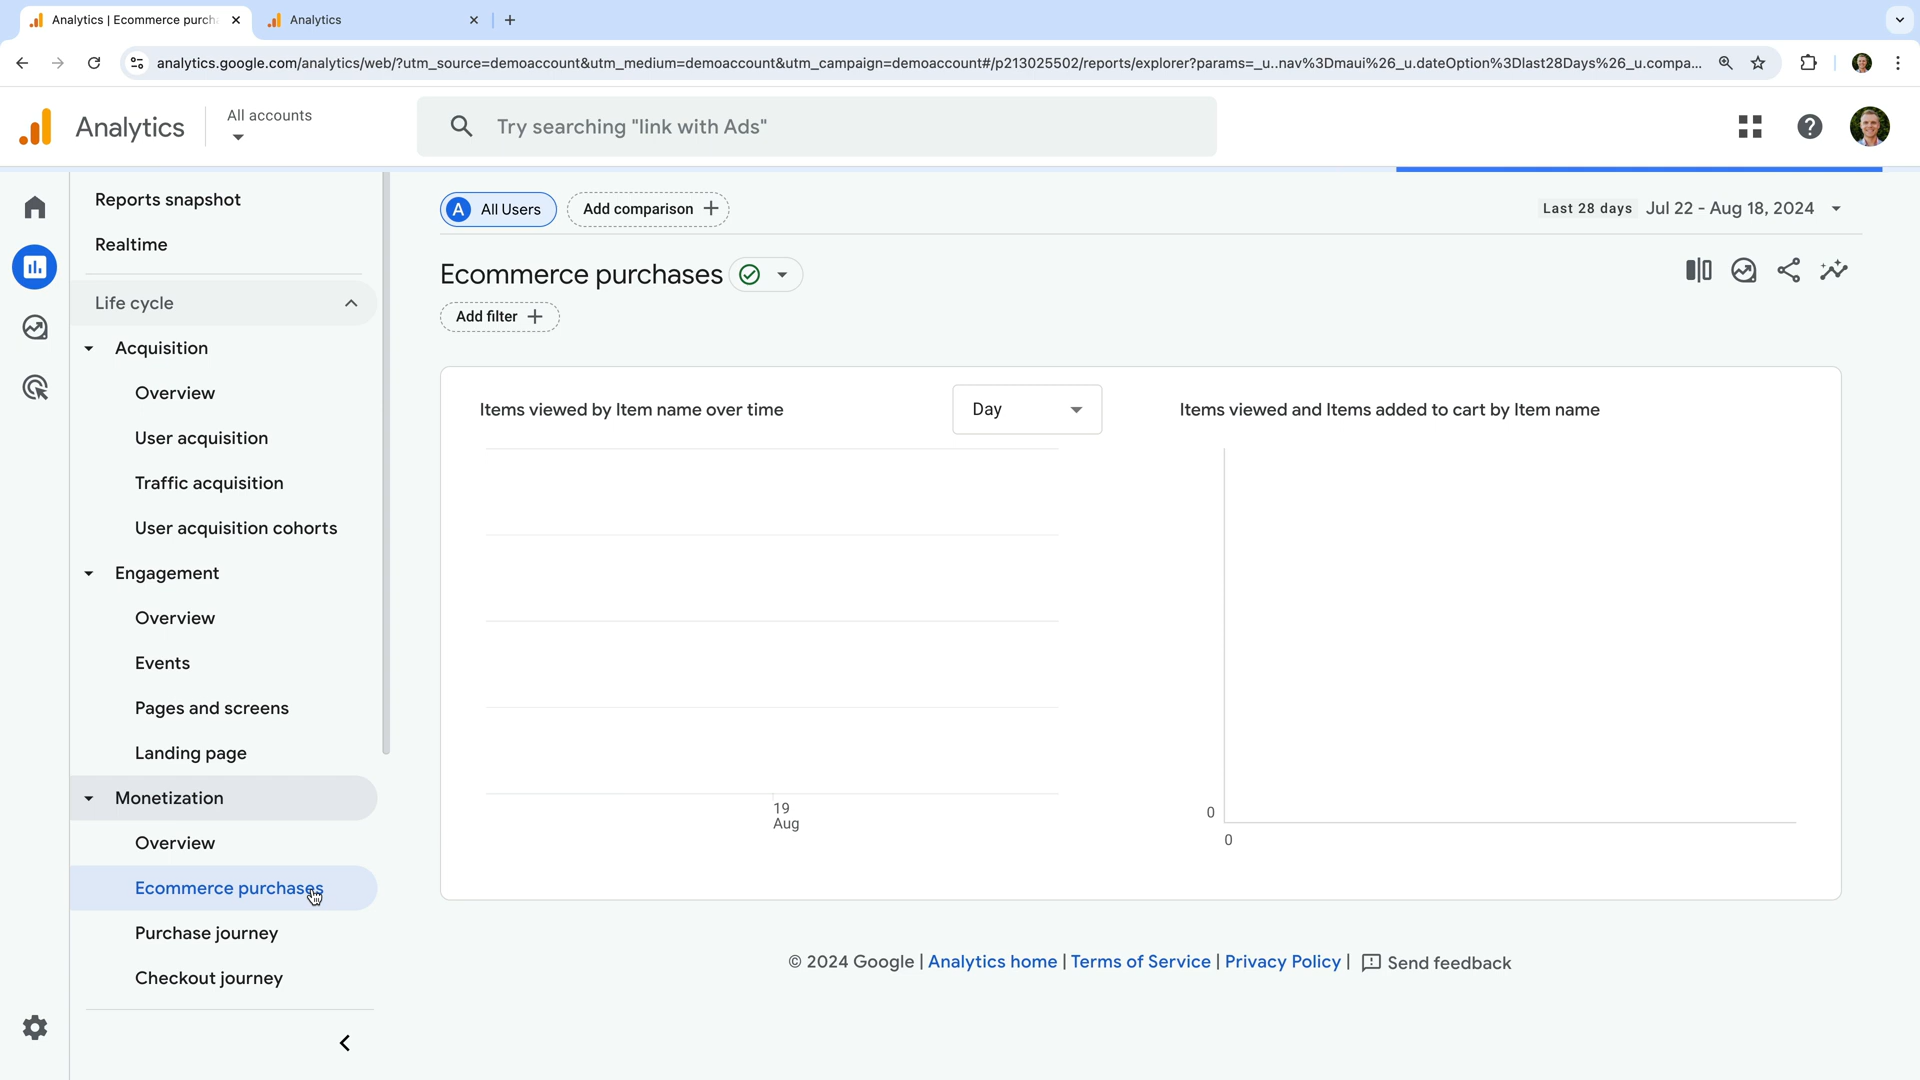 Analytics | Ecommerce purch
Analytics
analytics.google.com/analytics/web/?utm_source=demoaccount&utm_medium=demoaccount&utm_campaign=demoaccount#/p213025502/reports/explorer?params=_u..nav%3Dmaui%26_u.dateOption%3Dlast28Days%26_u.compa...
Analytics
All accounts
Try searching "link with Ads"
Reports snapshot
Realtime
Life cycle
Acquisition
Overview
User acquisition
Traffic acquisition
User acquisition cohorts
Engagement
Overview
Events
Pages and screens
Landing page
Monetization
Overview
Ecommerce purchases
Purchase journey
Checkout journey
A All Users
Add comparison +
Last 28 days Jul 22 - Aug 18, 2024
Ecommerce purchases
Add filter +
Items viewed by Item name over time
Day
19
Aug
Items viewed and Items added to cart by Item name
0
0
© 2024 Google | Analytics home | Terms of Service | Privacy Policy | Send feedback